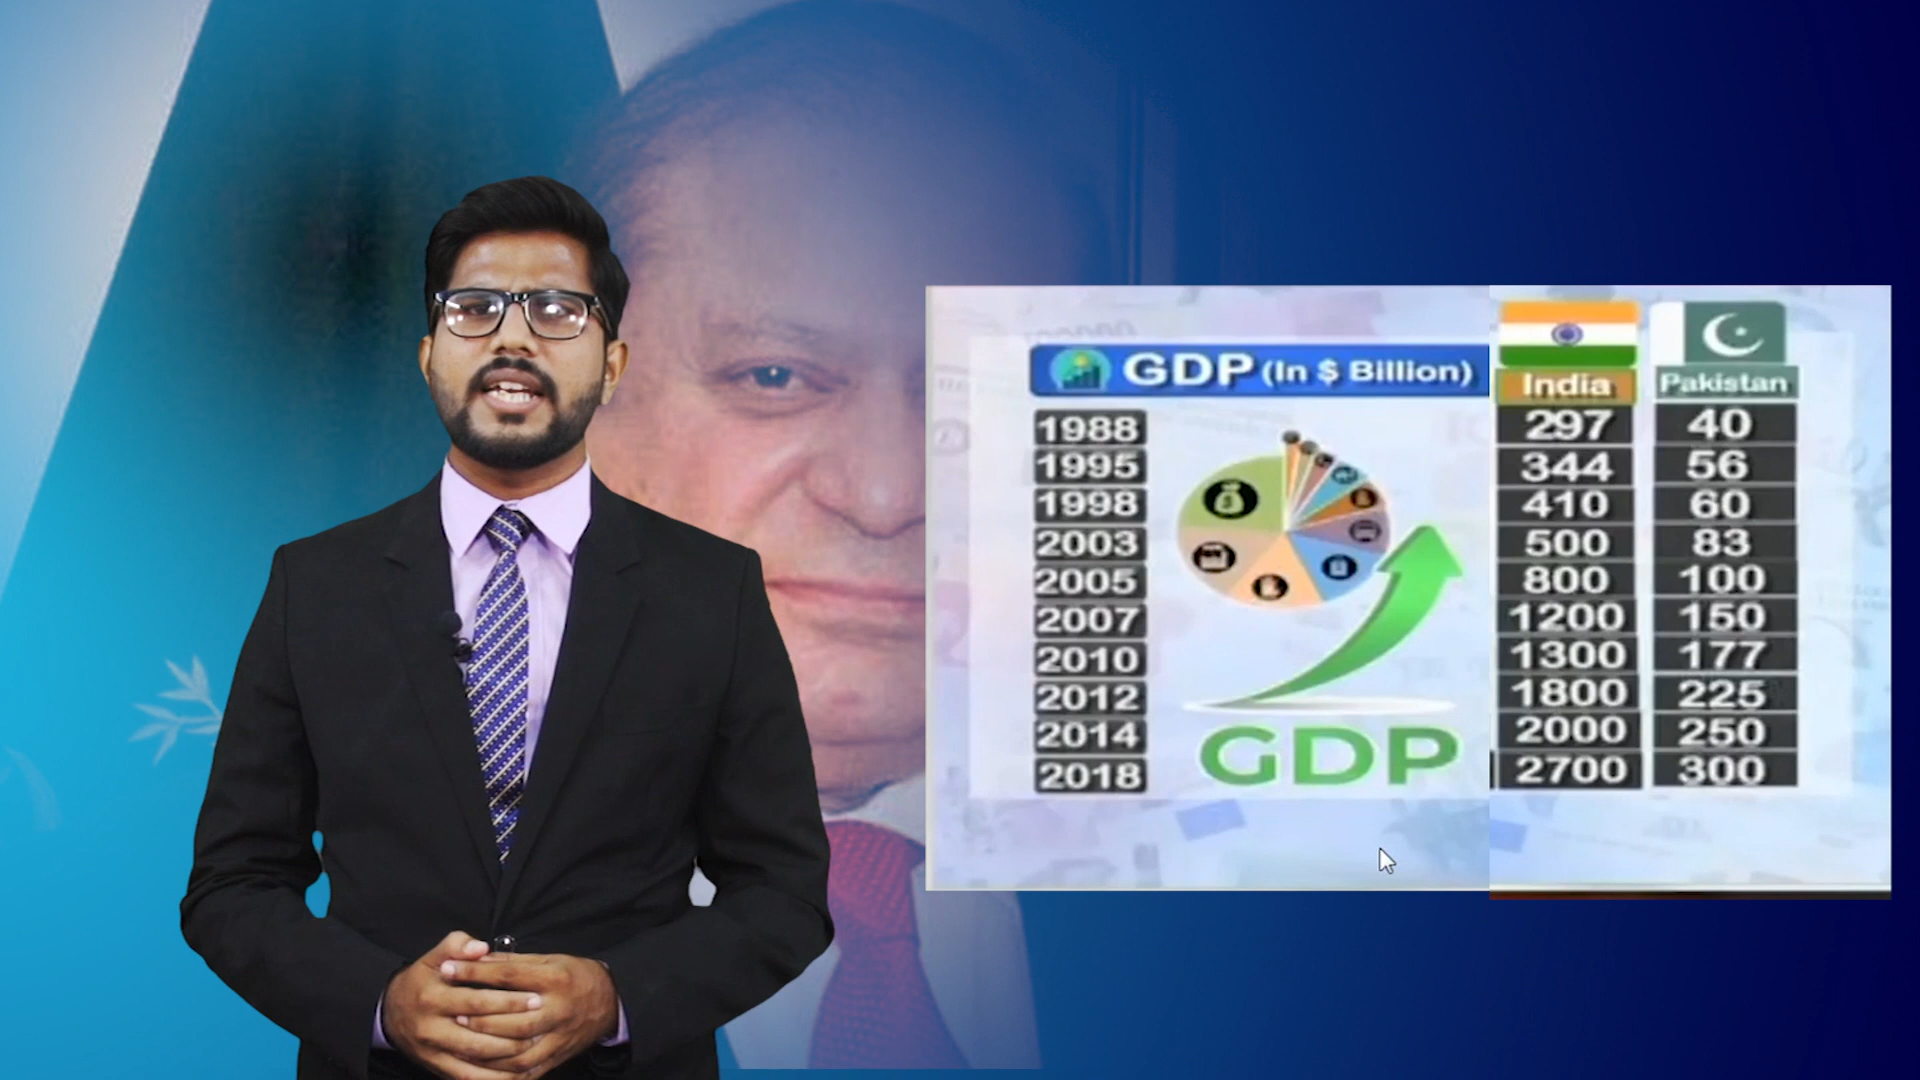 GDP (In $ Billion) India Pakistan
1988 297 40
1995 344 56
1998 410 60
2003 500 83
2005 800 100
2007 1200 150
2010 1300 177
2012 1800 225
2014 2000 250
2018 2700 300
GDP